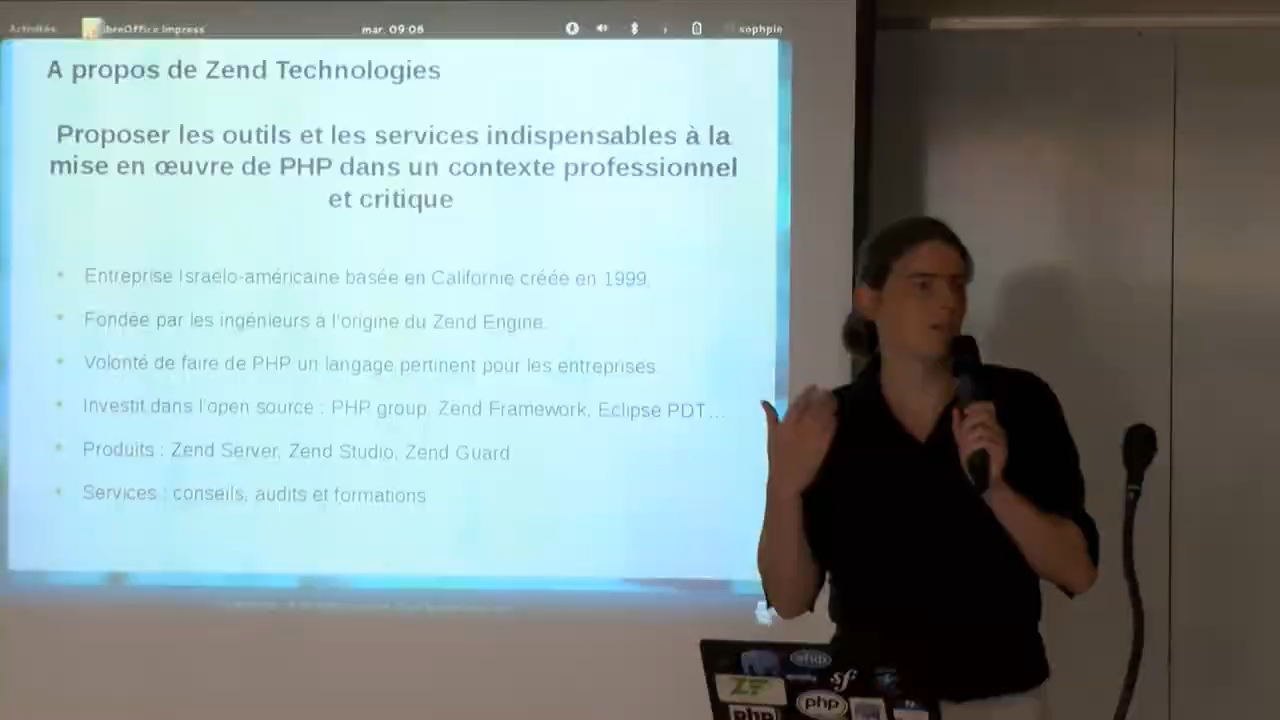 Activités
breOffice Impress
mar. 09:06
sophpie
A propos de Zend Technologies
Proposer les outils et les services indispensables à la
mise en œuvre de PHP dans un contexte professionnel
et critique
Entreprise Israelo-américaine basée en Californie créée en 1999.
Fondée par les ingénieurs à l'origine du Zend Engine.
Volonté de faire de PHP un langage pertinent pour les entreprises.
Investit dans l'open source : PHP group, Zend Framework, Eclipse PDT…
Produits : Zend Server, Zend Studio, Zend Guard
Services : conseils, audits et formations
php
ZF
sf
php
php